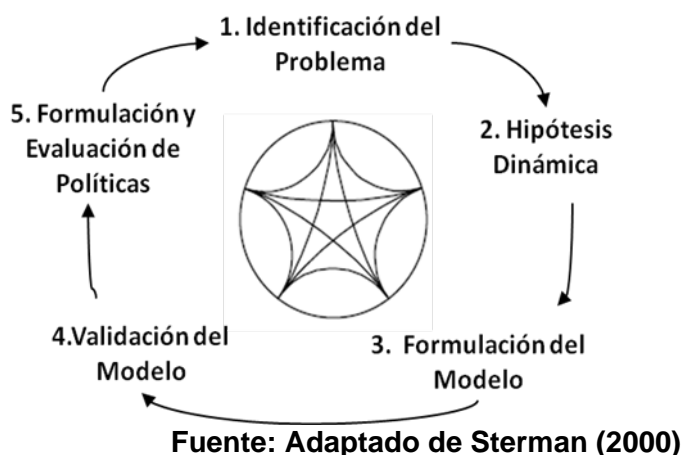 1. Identificación del
Problema
2. Hipótesis
Dinámica
3. Formulación del
Modelo
4.Validación del
Modelo
5. Formulación y
Evaluación de
Políticas
Fuente: Adaptado de Sterman (2000)